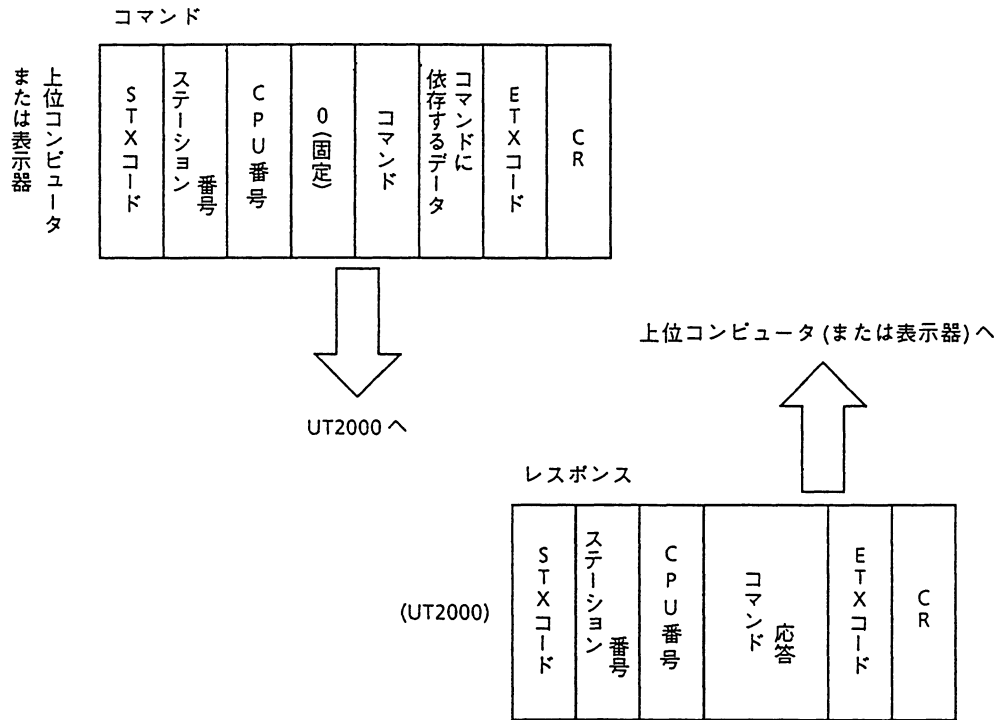 コマンド
上位コンピュータ
または表示器
STXコード
ステーション
番号
CPU番号
0(固定)
コマンド
コマンドに
依存するデータ
ETXコード
CR
UT2000 へ
上位コンピュータ (または表示器) へ
レスポンス
(UT2000)
STXコード
ステーション
番号
CPU番号
コマンド
応答
ETXコード
CR